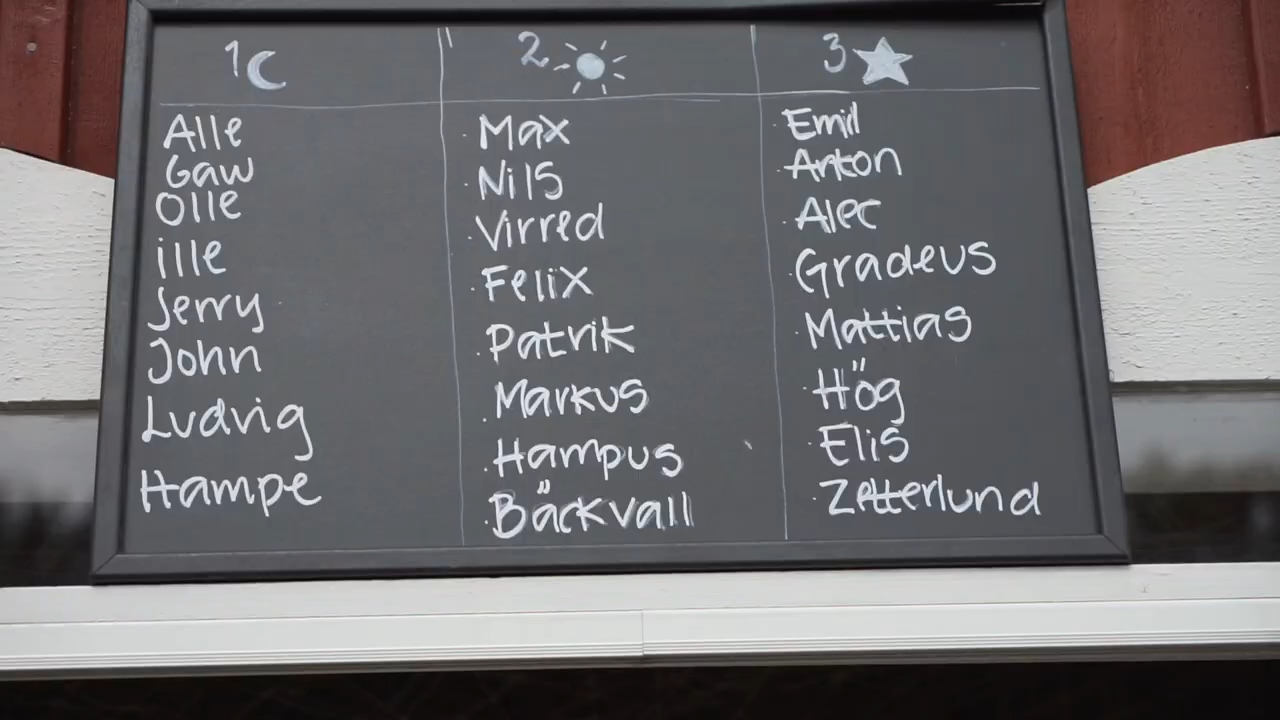 1
Alle
Gaw
Olle
ille
Jerry
John
Ludvig
Hampe
2
Max
Nils
Virred
Felix
Patrik
Markus
Hampus
Bäckvall
3
Emil
Anton
Alec
Gradeus
Mattias
Hög
Elis
Zetterlund